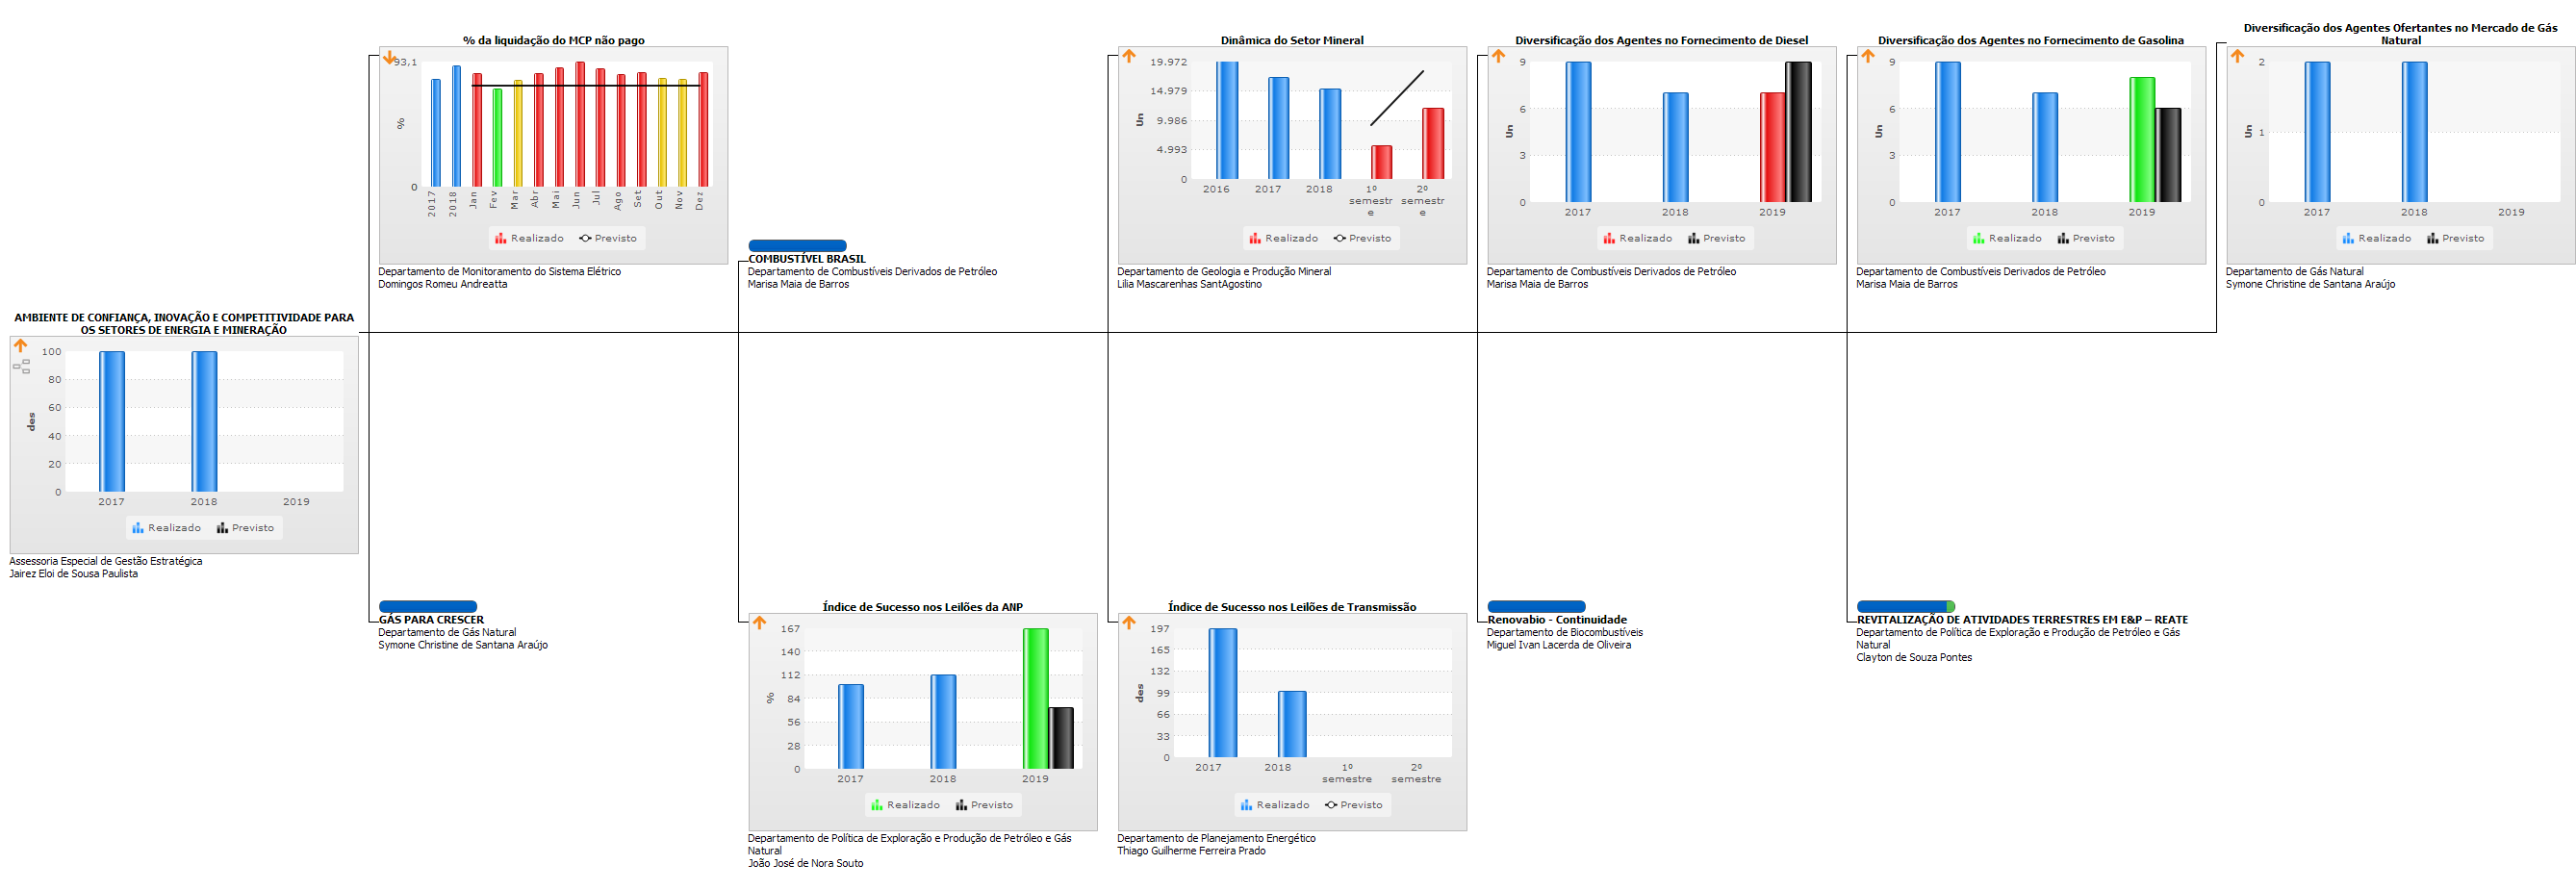 AMBIENTE DE CONFIANÇA, INOVAÇÃO E COMPETITIVIDADE PARA
OS SETORES DE ENERGIA E MINERAÇÃO
100
80
60
40
20
0
des
2017 2018 2019
Realizado Previsto
Assessoria Especial de Gestão Estratégica
Jairez Eloi de Sousa Paulista
% da liquidação do MCP não pago
93,1
%
0
2017 2018 Jan Fev Mar Abr Mai Jun Jul Ago Set Out Nov Dez
Realizado Previsto
Departamento de Monitoramento do Sistema Elétrico
Domingos Romeu Andreatta
COMBUSTÍVEL BRASIL
Departamento de Combustíveis Derivados de Petróleo
Marisa Maia de Barros
Dinâmica do Setor Mineral
19.972
14.979
9.986
4.993
0
Un
2016 2017 2018 1º semestr e 2º semestr e
Realizado Previsto
Departamento de Geologia e Produção Mineral
Lilia Mascarenhas SantAgostino
Diversificação dos Agentes no Fornecimento de Diesel
9
6
3
0
Un
2017 2018 2019
Realizado Previsto
Departamento de Combustíveis Derivados de Petróleo
Marisa Maia de Barros
Diversificação dos Agentes no Fornecimento de Gasolina
9
6
3
0
Un
2017 2018 2019
Realizado Previsto
Departamento de Combustíveis Derivados de Petróleo
Marisa Maia de Barros
Diversificação dos Agentes Ofertantes no Mercado de Gás
Natural
2
1
0
Un
2017 2018 2019
Realizado Previsto
Departamento de Gás Natural
Symone Christine de Santana Araújo
GÁS PARA CRESCER
Departamento de Gás Natural
Symone Christine de Santana Araújo
Índice de Sucesso nos Leilões da ANP
167
140
112
84
56
28
0
%
2017 2018 2019
Realizado Previsto
Departamento de Política de Exploração e Produção de Petróleo e Gás
Natural
João José de Nora Souto
Índice de Sucesso nos Leilões de Transmissão
197
165
132
99
66
33
0
des
2017 2018 1º semestre 2º semestre
Realizado Previsto
Departamento de Planejamento Energético
Thiago Guilherme Ferreira Prado
Renovabio - Continuidade
Departamento de Biocombustíveis
Miguel Ivan Lacerda de Oliveira
REVITALIZAÇÃO DE ATIVIDADES TERRESTRES EM E&P – REATE
Departamento de Política de Exploração e Produção de Petróleo e Gás
Natural
Clayton de Souza Pontes